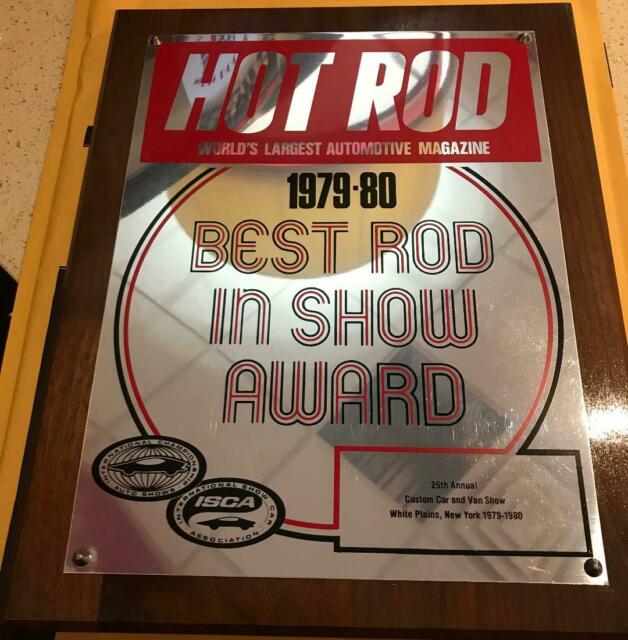 HOT ROD
WORLD'S LARGEST AUTOMOTIVE MAGAZINE
1979-80
BEST ROD
In SHOW
AWARD
INTERNATIONAL CHAMPIONSHIP
AUTO SHOWS
INTERNATIONAL SHOW CAR
ISCA
ASSOCIATION
25th Annual
Custom Car and Van Show
White Plains, New York 1979-1980